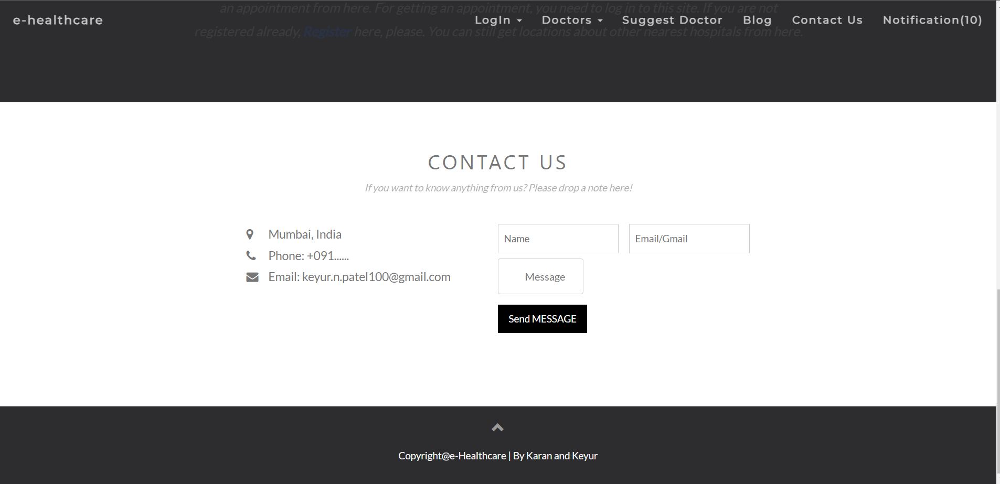 an appointment from here. For getting an appointment, you need to log in to this site. If you are not
e-healthcare LogIn Doctors Suggest Doctor Blog Contact Us Notification(10)
registered already, Register here, please. You can still get locations about other nearest hospitals from here.
CONTACT US
If you want to know anything from us? Please drop a note here!
Mumbai, India
Phone: +091......
Email: keyur.n.patel100@gmail.com
Name Email/Gmail
Message
Send MESSAGE
Copyright@e-Healthcare | By Karan and Keyur